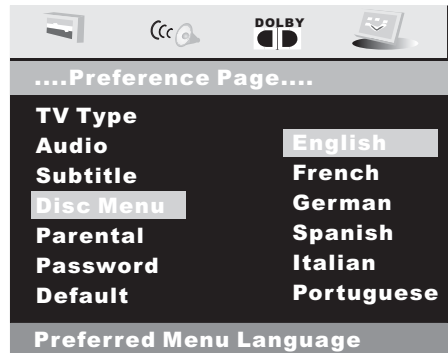 DOLBY
....Preference Page....
TV Type
Audio English
Subtitle French
Disc Menu German
Parental Spanish
Password Italian
Default Portuguese
Preferred Menu Language